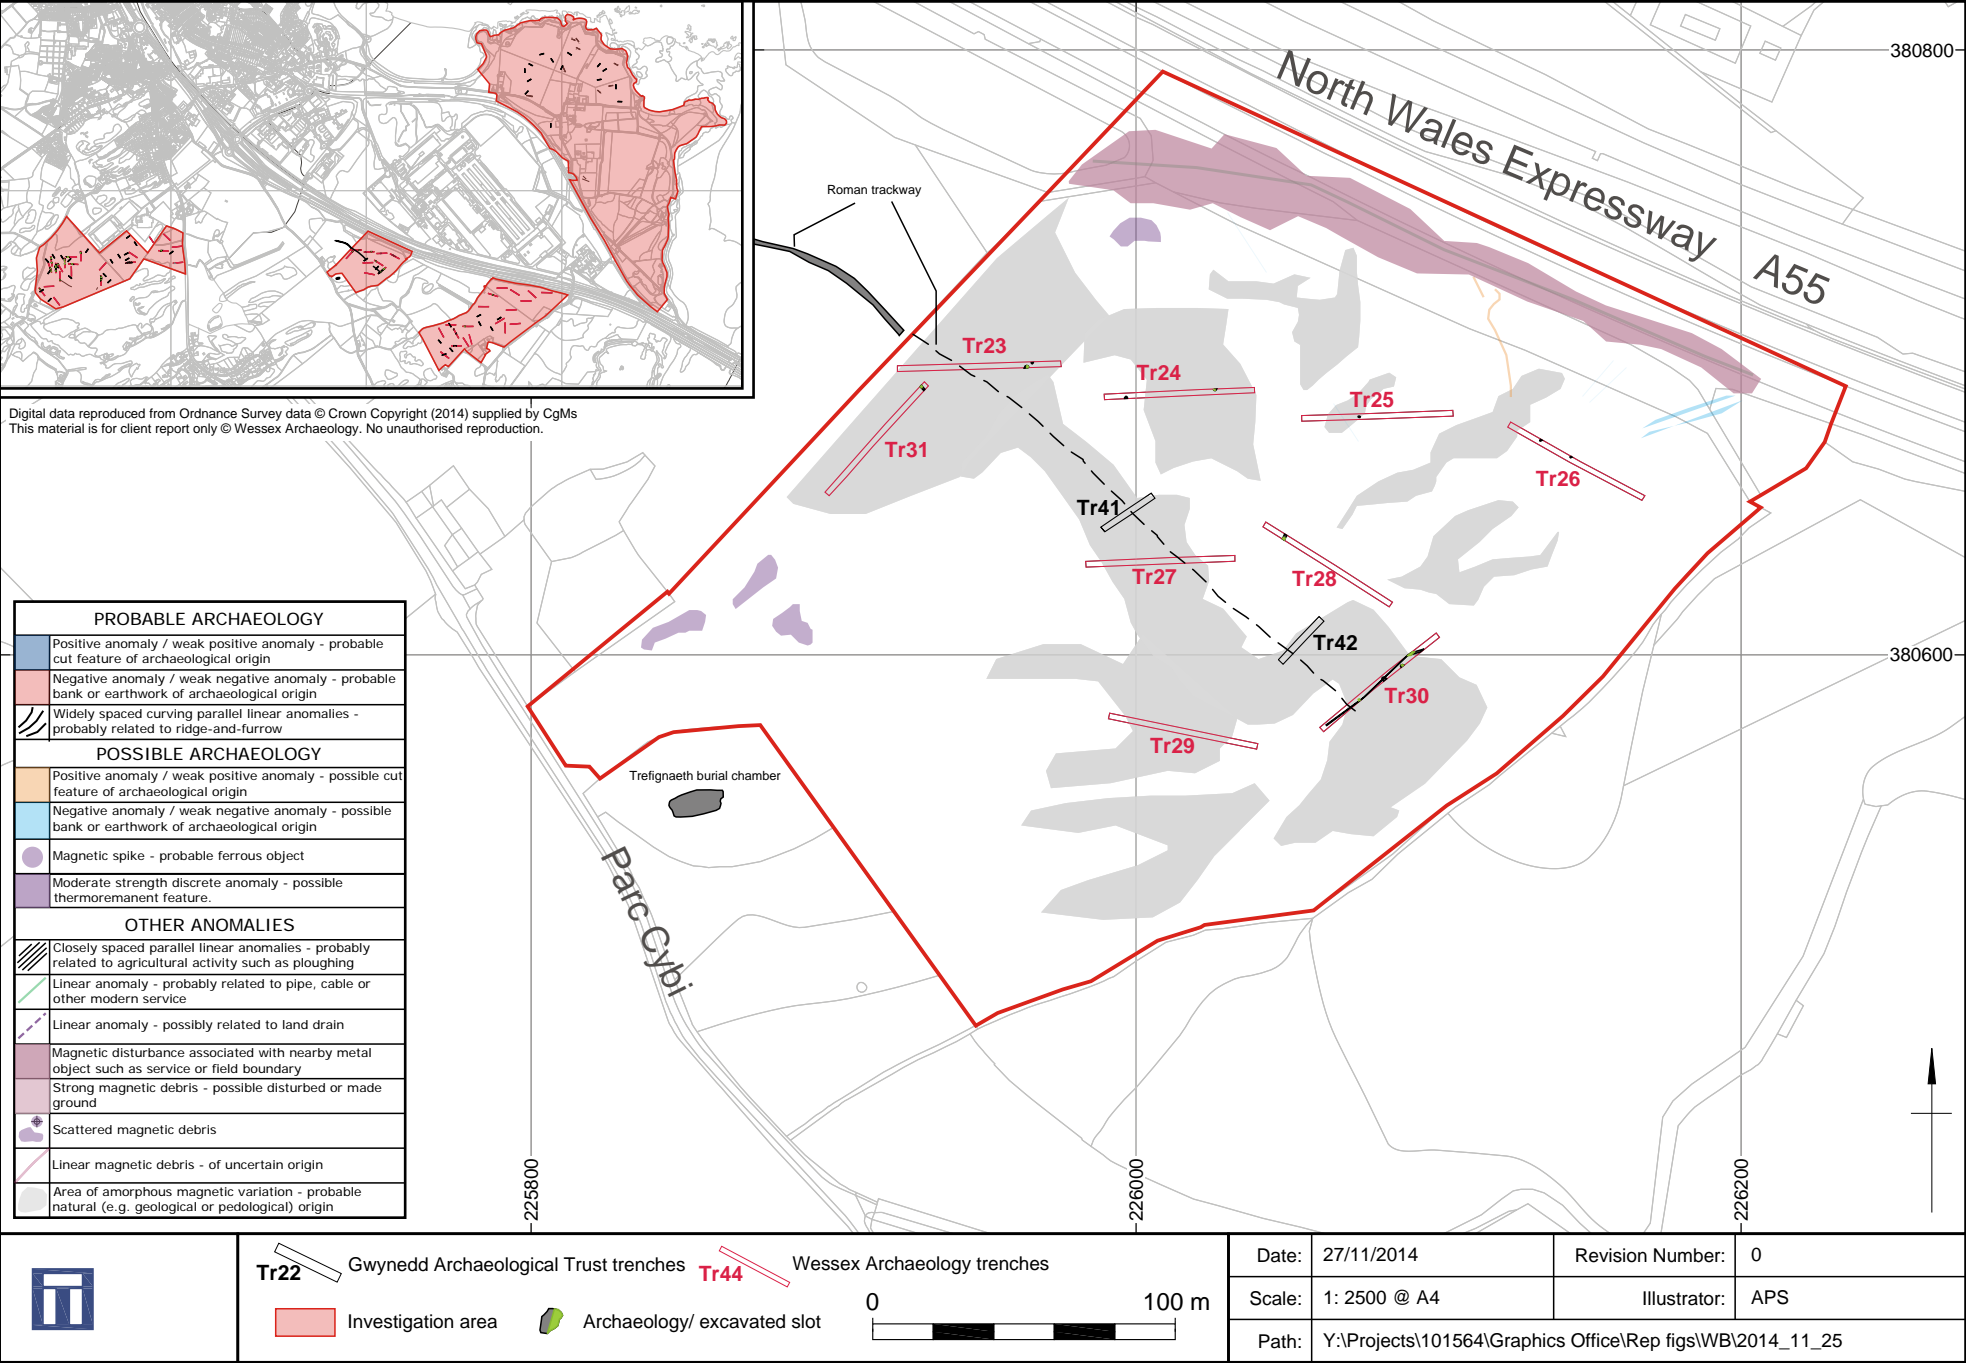 380800
North Wales Expressway A55
Roman trackway
Tr23
Tr24
Tr25
Tr31
Tr26
Tr41
Tr27
Tr28
Tr42
Tr30
Tr29
380600
Trefignaeth burial chamber
Parc Cybi
225800
226000
226200
Digital data reproduced from Ordnance Survey data © Crown Copyright (2014) supplied by CgMs
This material is for client report only © Wessex Archaeology. No unauthorised reproduction.
PROBABLE ARCHAEOLOGY
Positive anomaly / weak positive anomaly - probable
cut feature of archaeological origin
Negative anomaly / weak negative anomaly - probable
bank or earthwork of archaeological origin
Widely spaced curving parallel linear anomalies -
probably related to ridge-and-furrow
POSSIBLE ARCHAEOLOGY
Positive anomaly / weak positive anomaly - possible cut
feature of archaeological origin
Negative anomaly / weak negative anomaly - possible
bank or earthwork of archaeological origin
Magnetic spike - probable ferrous object
Moderate strength discrete anomaly - possible
thermoremanent feature.
OTHER ANOMALIES
Closely spaced parallel linear anomalies - probably
related to agricultural activity such as ploughing
Linear anomaly - probably related to pipe, cable or
other modern service
Linear anomaly - possibly related to land drain
Magnetic disturbance associated with nearby metal
object such as service or field boundary
Strong magnetic debris - possible disturbed or made
ground
Scattered magnetic debris
Linear magnetic debris - of uncertain origin
Area of amorphous magnetic variation - probable
natural (e.g. geological or pedological) origin
Tr22 Gwynedd Archaeological Trust trenches
Tr44 Wessex Archaeology trenches
Investigation area
Archaeology/ excavated slot
0 100 m
Date: 27/11/2014 Revision Number: 0
Scale: 1: 2500 @ A4 Illustrator: APS
Path: Y:\Projects\101564\Graphics Office\Rep figs\WB\2014_11_25